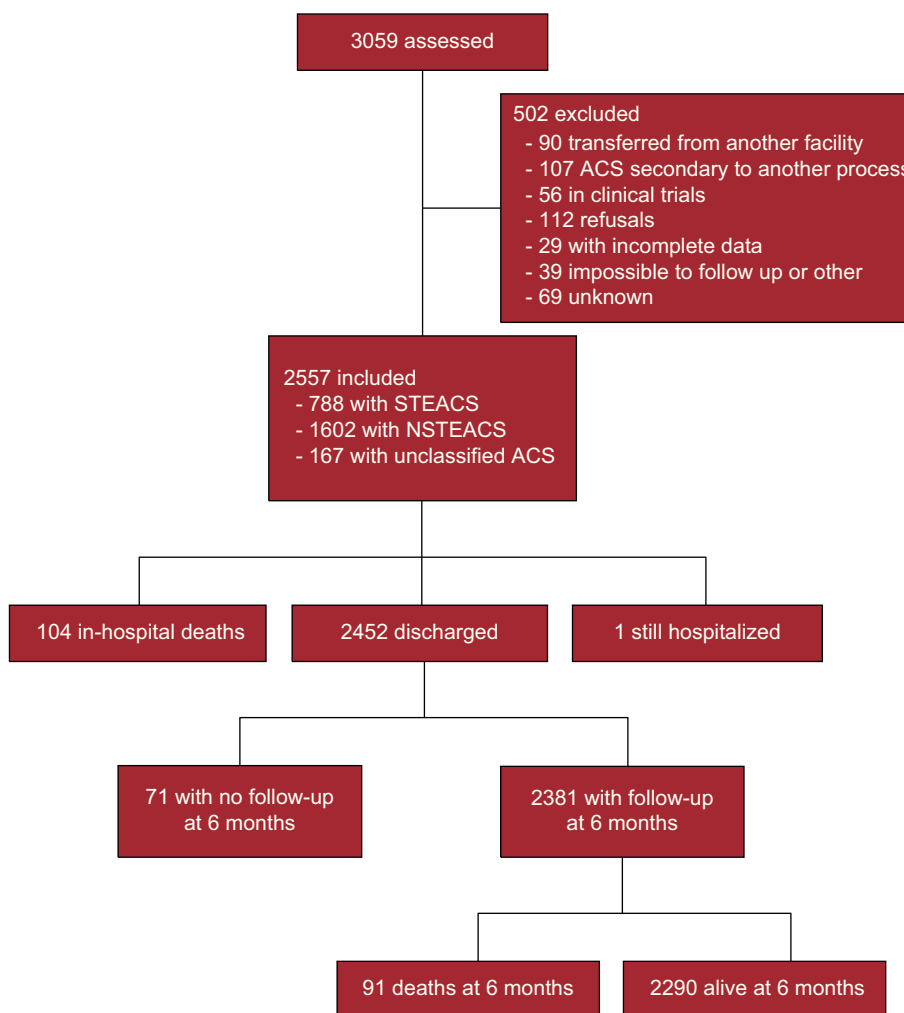 3059 assessed
502 excluded
- 90 transferred from another facility
- 107 ACS secondary to another process
- 56 in clinical trials
- 112 refusals
- 29 with incomplete data
- 39 impossible to follow up or other
- 69 unknown
2557 included
- 788 with STEACS
- 1602 with NSTEACS
- 167 with unclassified ACS
104 in-hospital deaths
2452 discharged
1 still hospitalized
71 with no follow-up
at 6 months
2381 with follow-up
at 6 months
91 deaths at 6 months
2290 alive at 6 months